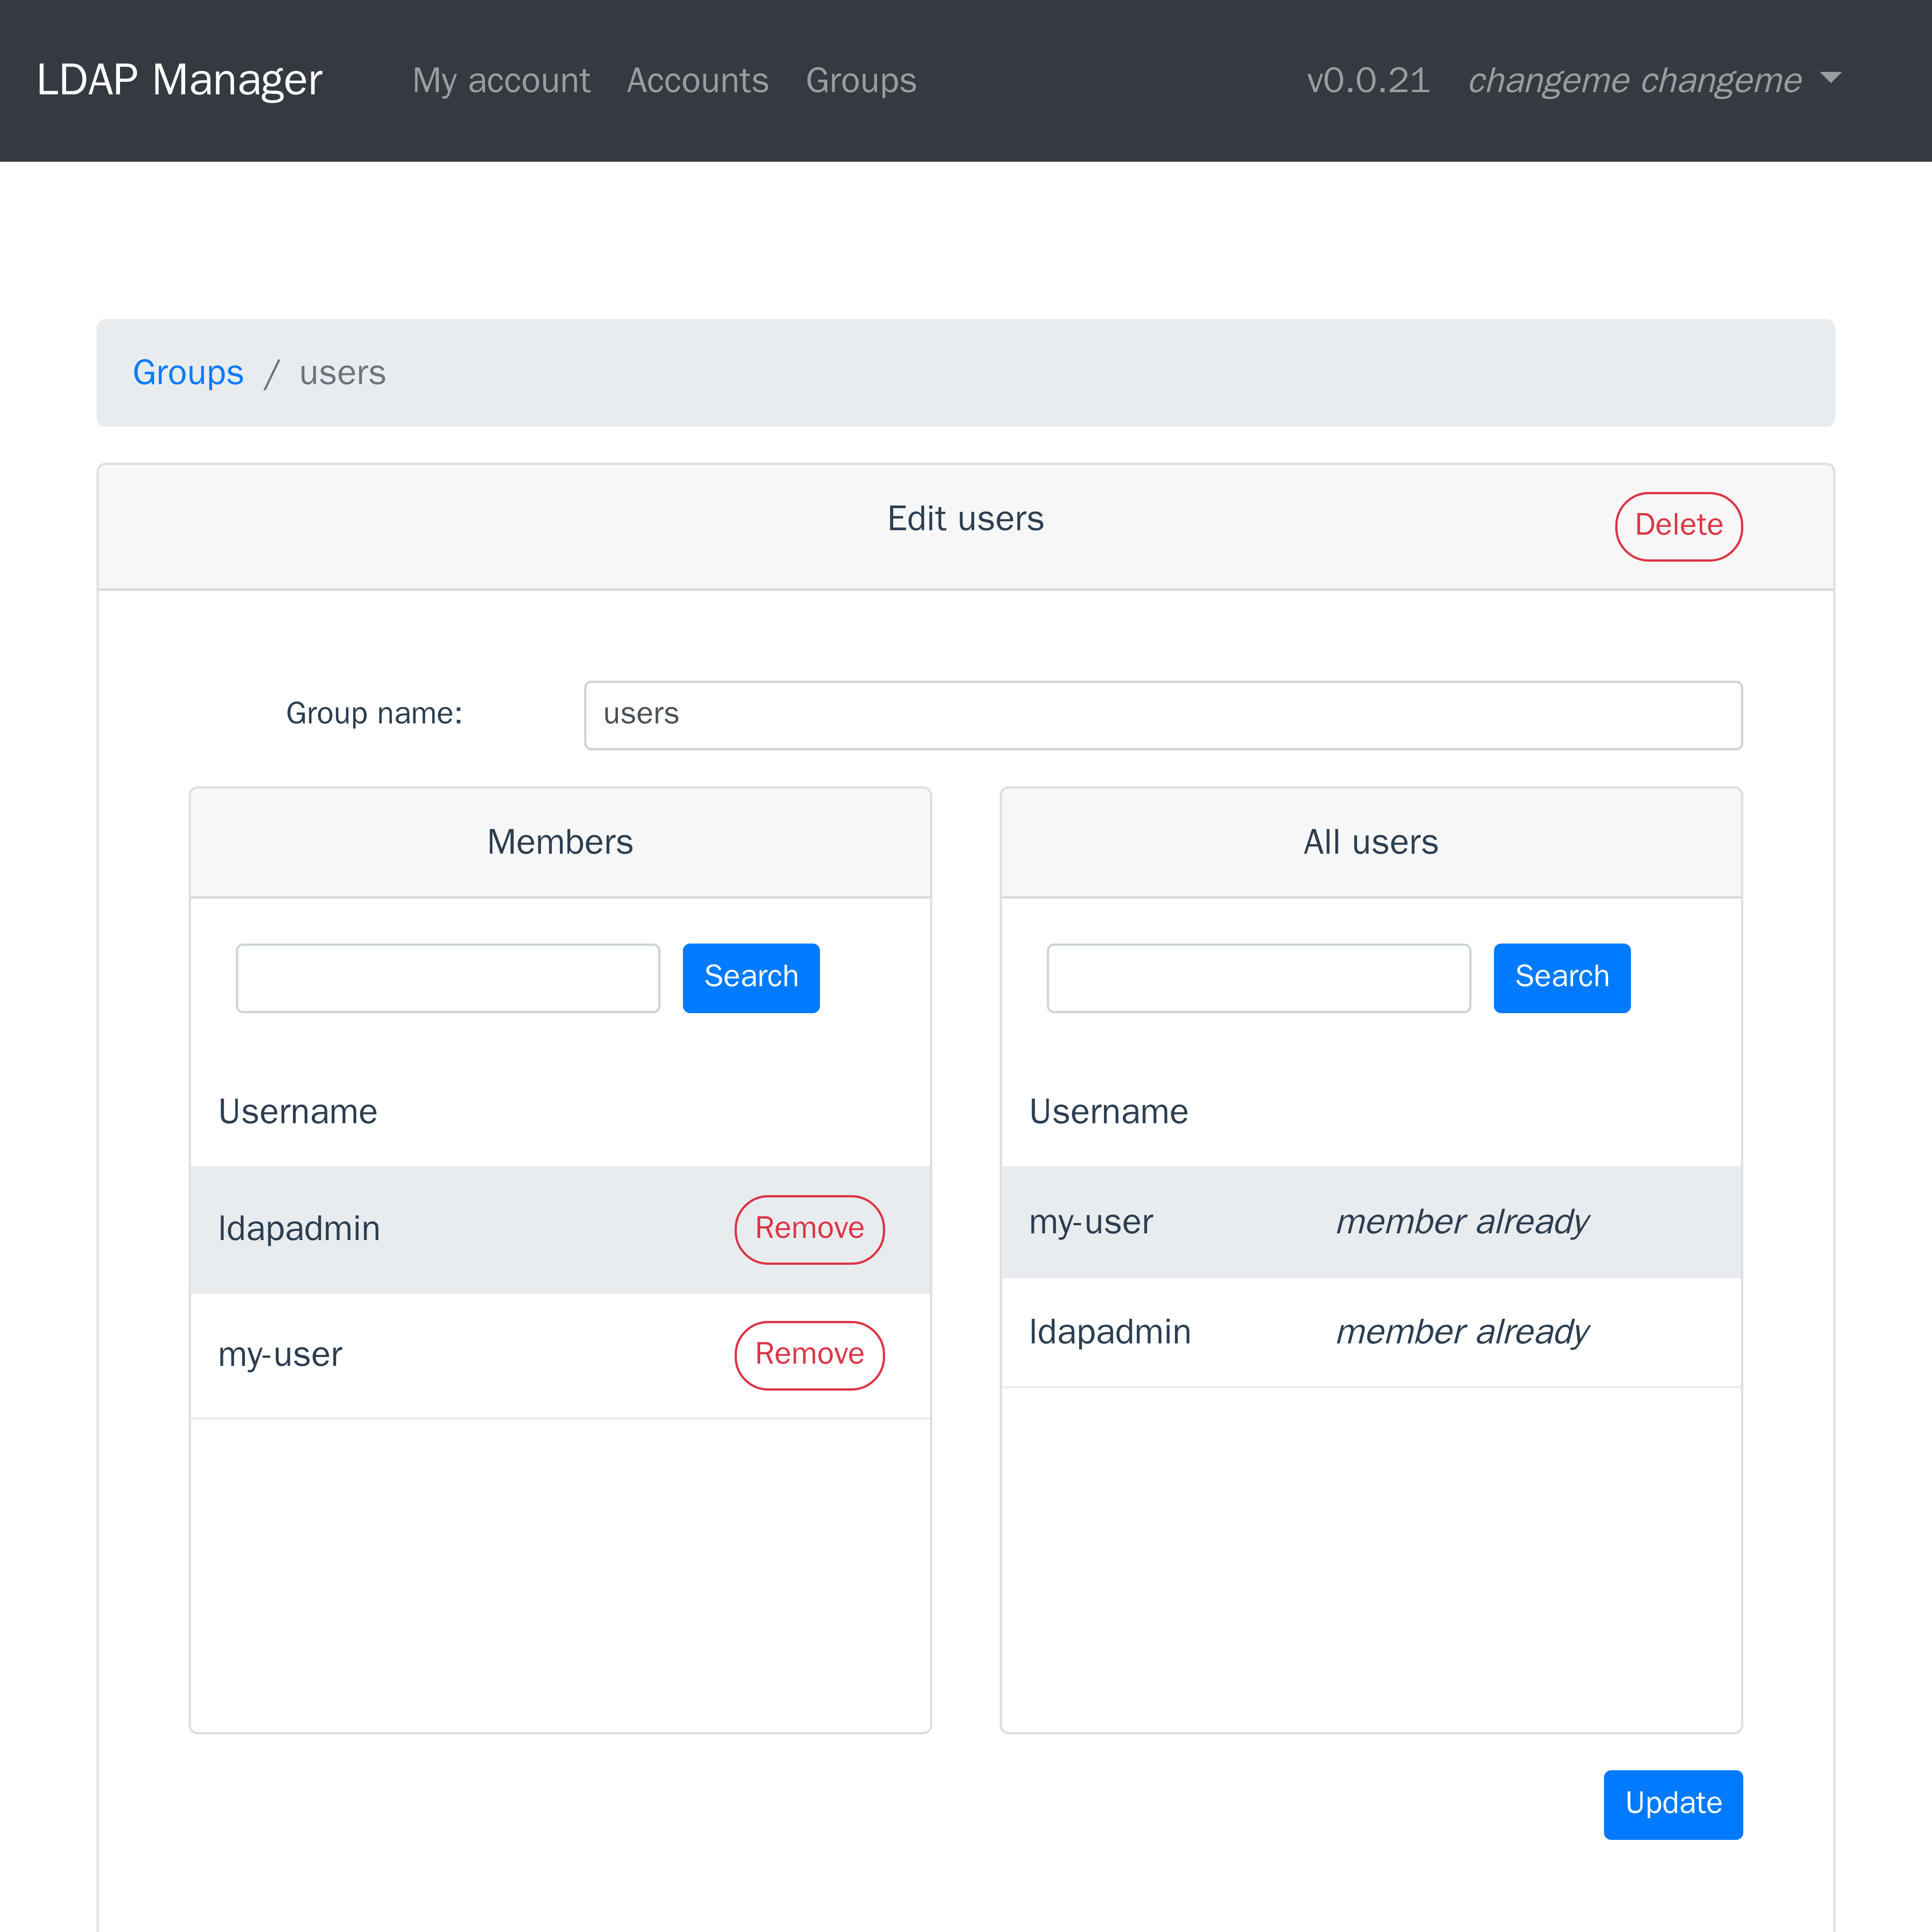 LDAP Manager My account Accounts Groups v0.0.21 changeme changeme
Groups / users
Edit users Delete
Group name: users
Members
Search
Username
ldapadmin Remove
my-user Remove
All users
Search
Username
my-user member already
ldapadmin member already
Update